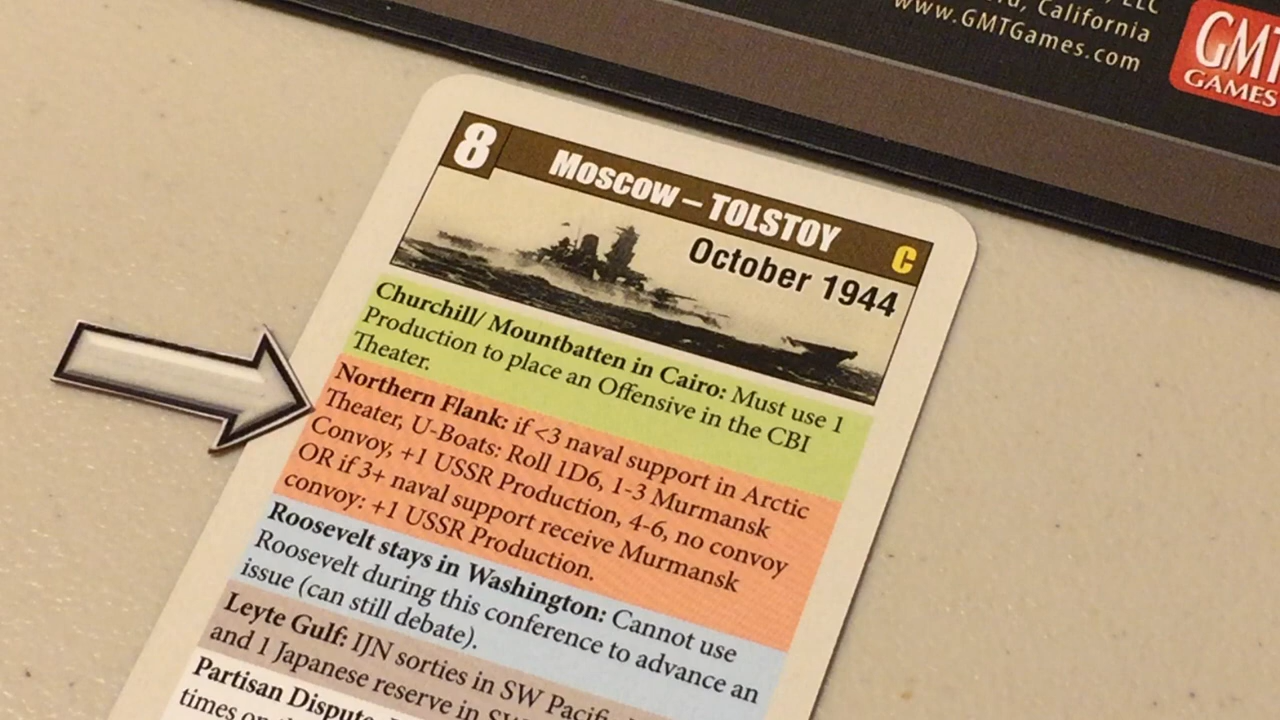 LLC
California
www.GMTGames.com
GMT
GAMES
8 Moscow – TOLSTOY C
October 1944
Churchill/ Mountbatten in Cairo: Must use 1
Production to place an Offensive in the CBI
Theater.
Northern Flank: if <3 naval support in Arctic
Theater, U-Boats: Roll 1D6, 1-3 Murmansk
Convoy, +1 USSR Production, 4-6, no convoy
OR if 3+ naval support receive Murmansk
convoy: +1 USSR Production.
Roosevelt stays in Washington: Cannot use
Roosevelt during this conference to advance an
issue (can still debate).
Leyte Gulf: IJN sorties in SW
and 1 Japanese reserve in
Partisan
times on